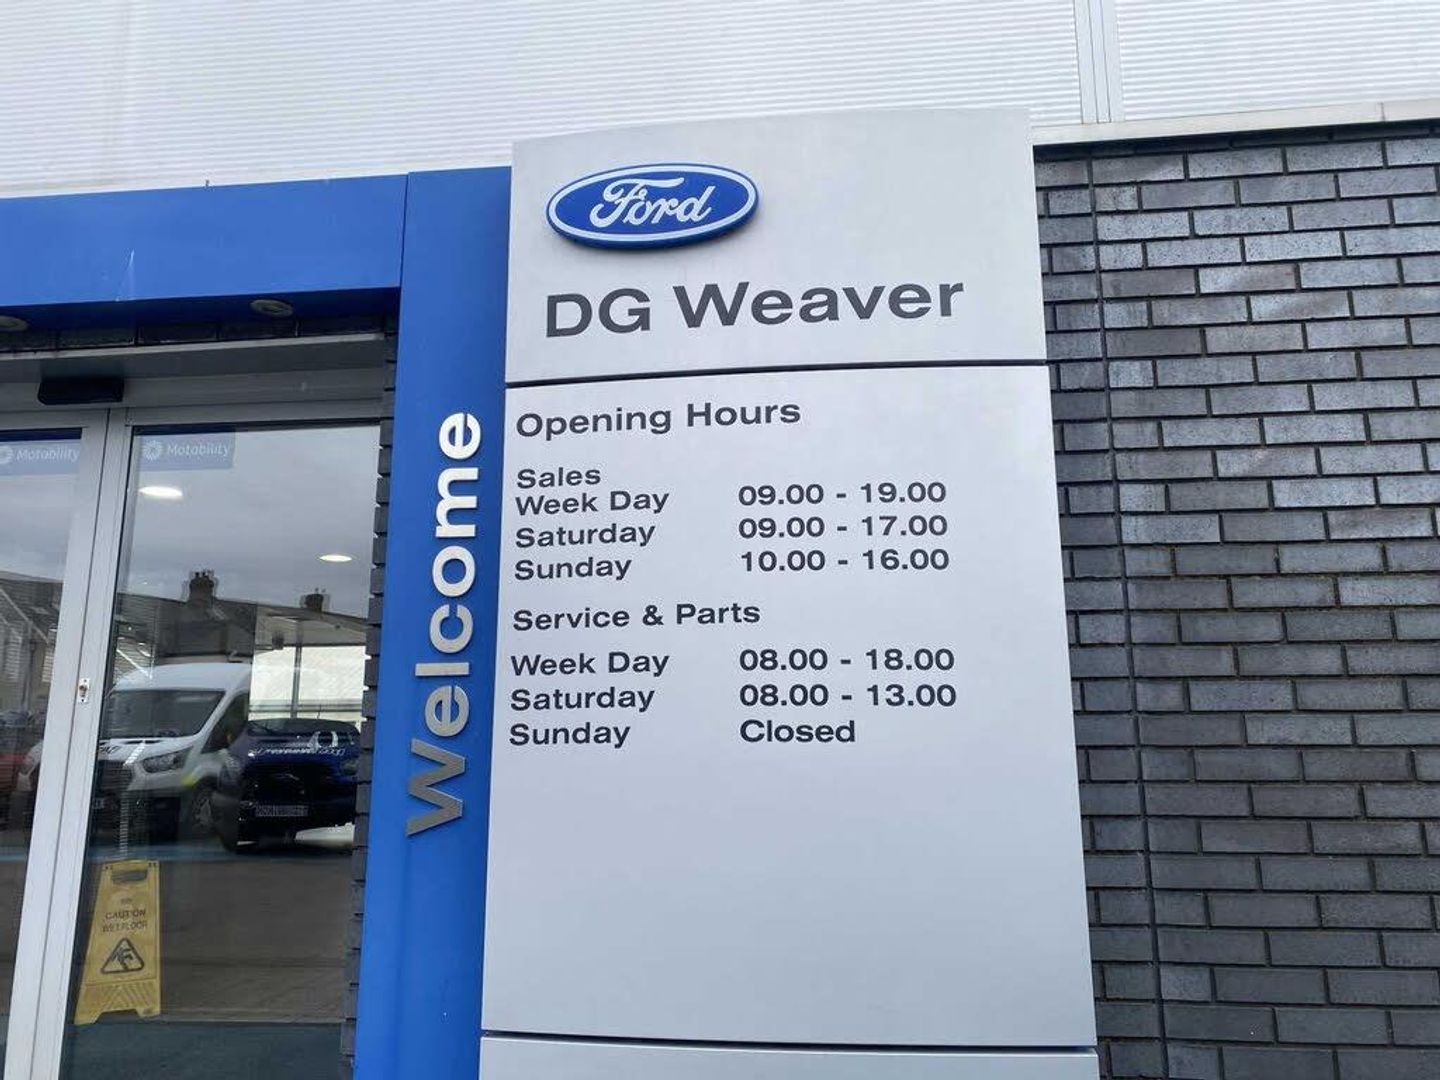 Ford
DG Weaver
Opening Hours
Sales
Week Day 09.00 - 19.00
Saturday 09.00 - 17.00
Sunday 10.00 - 16.00
Service & Parts
Week Day 08.00 - 18.00
Saturday 08.00 - 13.00
Sunday Closed
Welcome
Motability
Motability
CAUTION
WET FLOOR